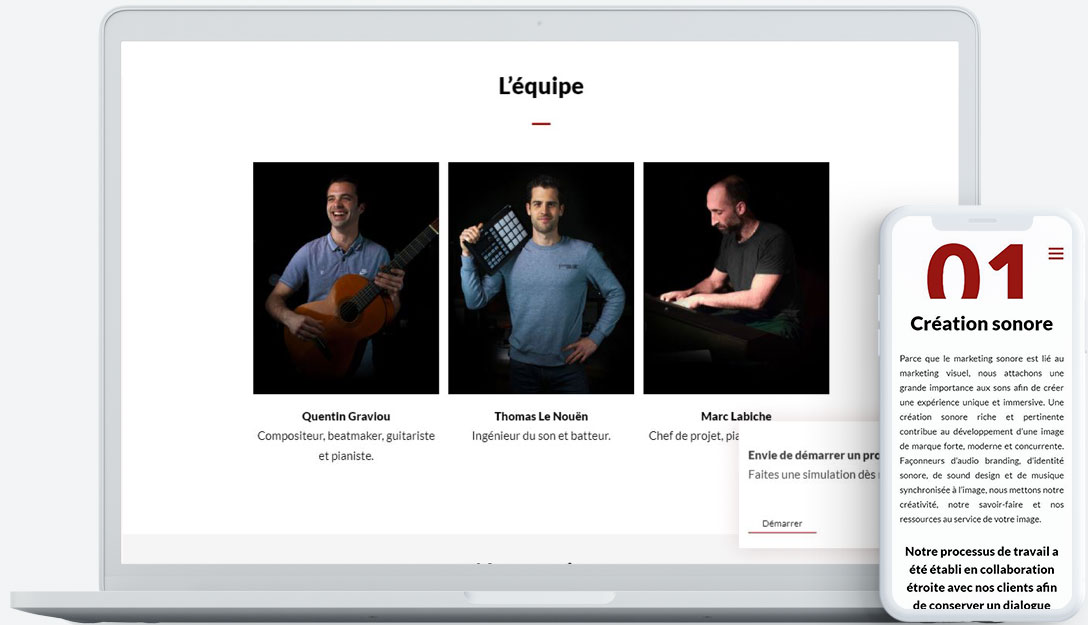 L'équipe
Quentin Graviou
Compositeur, beatmaker, guitariste
et pianiste.
Thomas Le Nouën
Ingénieur du son et batteur.
Marc Labiche
Chef de projet,
Envie de démarrer un
Faites une simulation dès
Démarrer
01
Création sonore
Parce que le marketing sonore est lié au
marketing visuel, nous attachons une
grande importance aux sons afin de créer
une expérience unique et immersive. Une
création sonore riche et pertinente
contribue au développement d'une image
de marque forte, moderne et concurrente.
Façonneurs d'audio branding, d'identité
sonore, de sound design et de musique
synchronisée à l'image, nous mettons notre
créativité, notre savoir-faire et nos
ressources au service de votre image.
Notre processus de travail a
été établi en collaboration
étroite avec nos clients afin
de conserver un dialogue